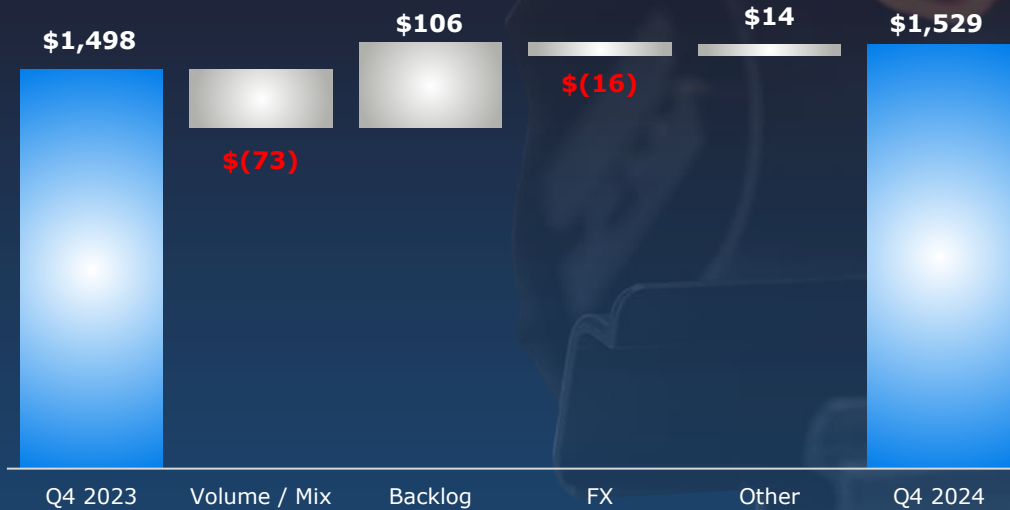 $1,498
$(73)
$106
$(16)
$14
$1,529
Q4 2023
Volume / Mix
Backlog
FX
Other
Q4 2024